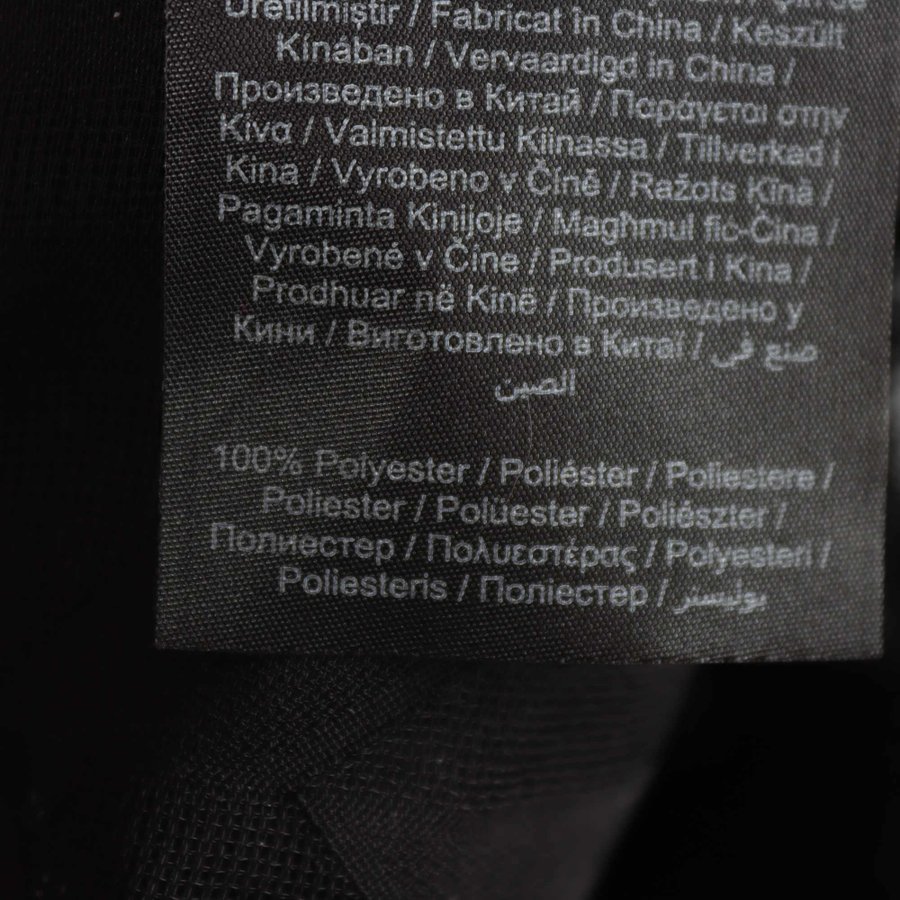 Üretilmiştir / Fabricat în China / Készült
Kínában / Vervaardigd in China /
Произведено в Китай / Παράγεται στην
Κίνα / Valmistettu Kiinassa / Tillverkad i
Kina / Vyrobeno v Číně / Ražots Ķīnā /
Pagaminta Kinijoje / Magħmul fic-Ċina /
Vyrobené v Číne / Produsert i Kina /
Prodhuar në Kinë / Произведено у
Кини / Виготовлено в Китаї / صنع في
الصين
100% Polyester / Poliéster / Poliestere /
Poliester / Polüester / Poliészter /
Полиестер / Πολυεστέρας / Polyesteri /
Poliesteris / Поліестер / بوليستر